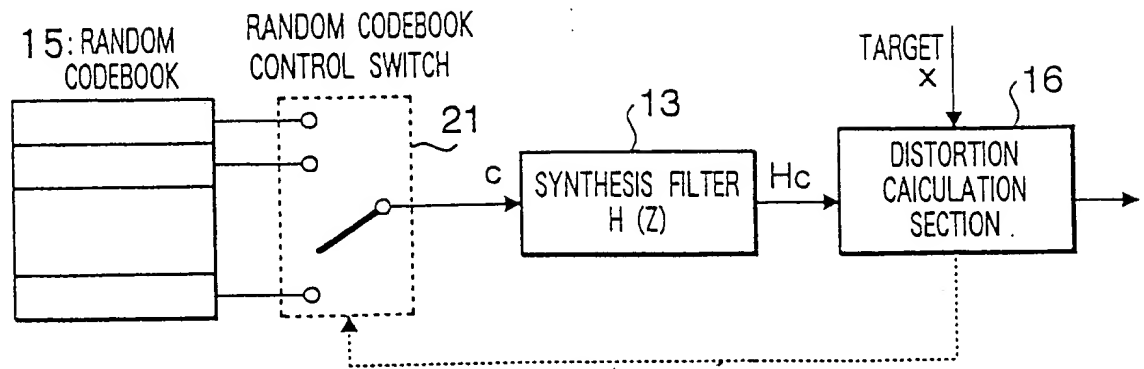 15: RANDOM
CODEBOOK
RANDOM CODEBOOK
CONTROL SWITCH
21
c
13
SYNTHESIS FILTER
H (Z)
Hc
TARGET
x
16
DISTORTION
CAICULATION
SECTION